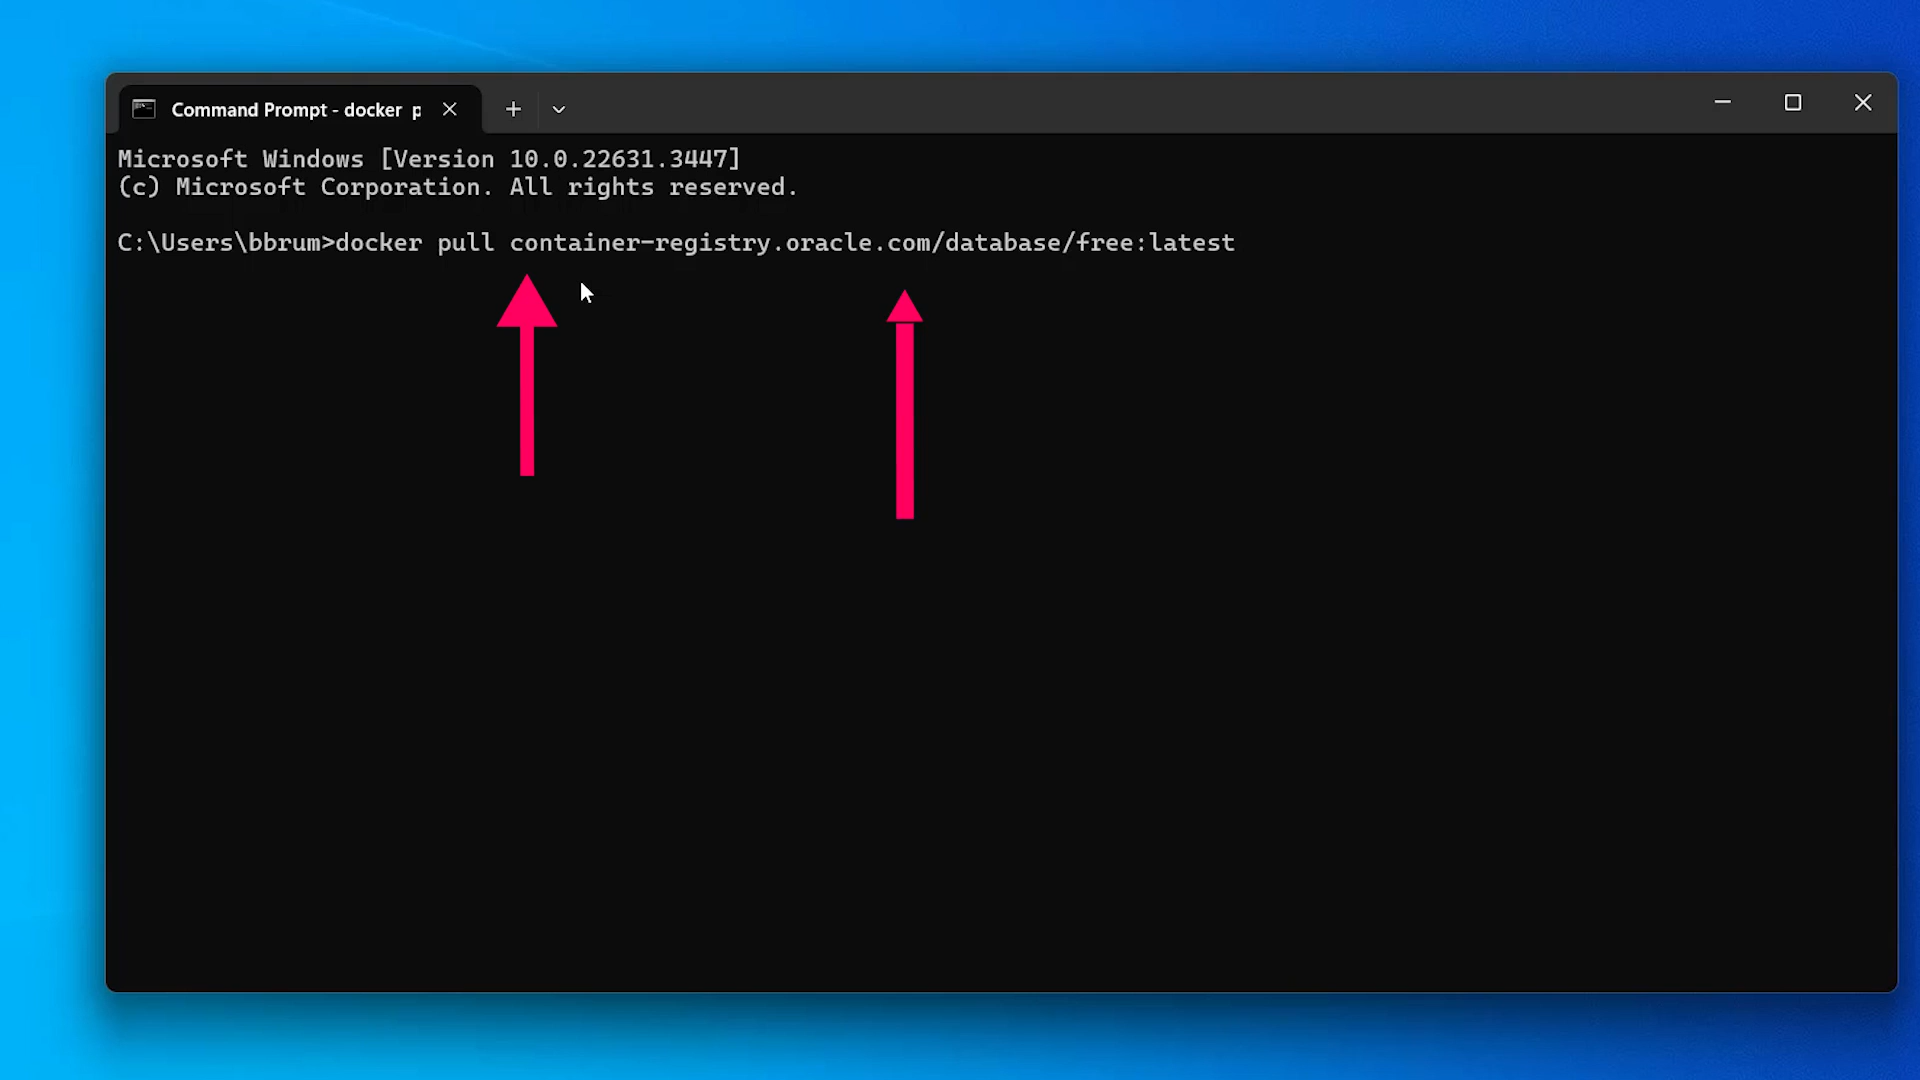 Command Prompt - docker p
Microsoft Windows [Version 10.0.22631.3447]
(c) Microsoft Corporation. All rights reserved.
C:\Users\bbrum>docker pull container-registry.oracle.com/database/free:latest